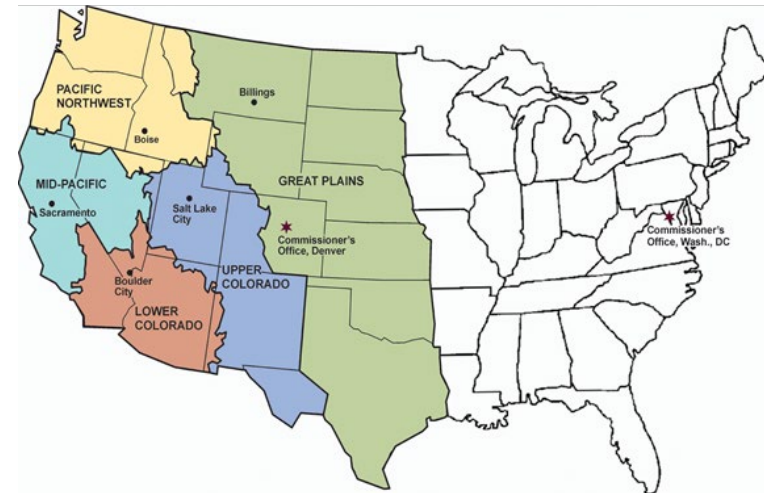 PACIFIC
NORTHWEST
Billings
Boise
MID-PACIFIC
Sacramento
Salt Lake
City
GREAT PLAINS
Commissioner's
Office, Denver
Commissioner's
Office, Wash., DC
UPPER
COLORADO
Boulder
City
LOWER
COLORADO